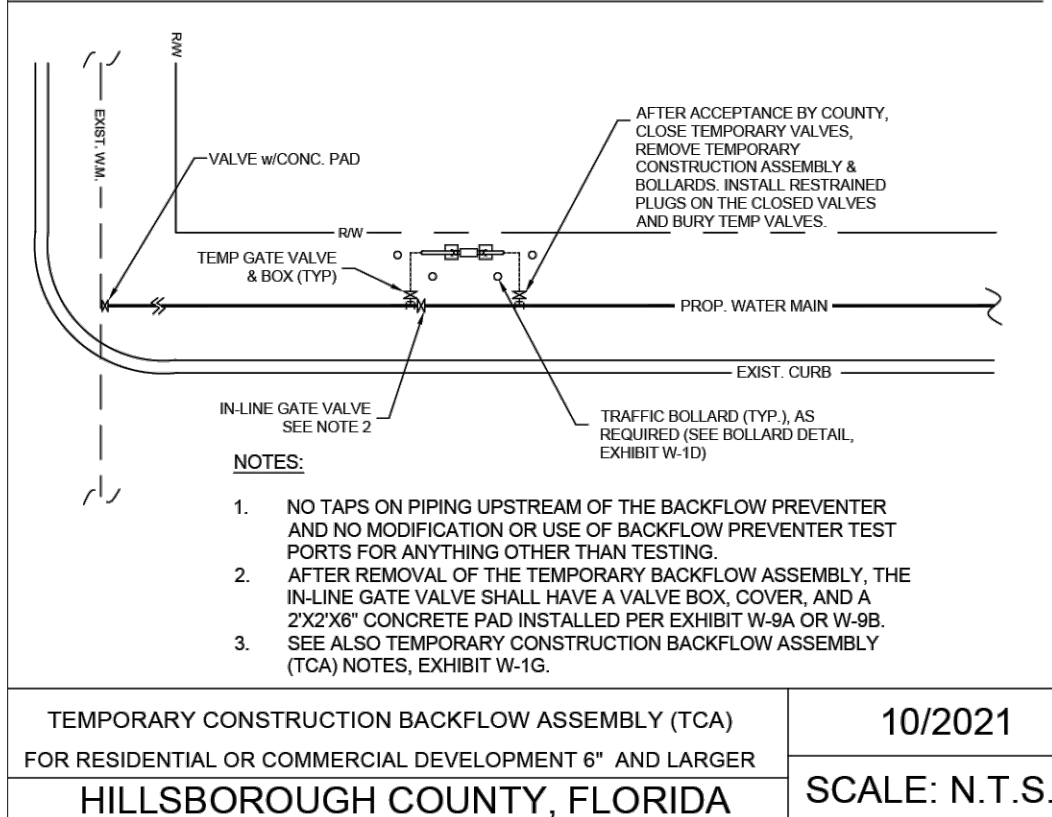 R/W
EXIST. W.M.
VALVE w/CONC. PAD
AFTER ACCEPTANCE BY COUNTY,
CLOSE TEMPORARY VALVES,
REMOVE TEMPORARY
CONSTRUCTION ASSEMBLY &
BOLLARDS. INSTALL RESTRAINED
PLUGS ON THE CLOSED VALVES
AND BURY TEMP VALVES.
R/W
TEMP GATE VALVE
& BOX (TYP)
PROP. WATER MAIN
EXIST. CURB
IN-LINE GATE VALVE
SEE NOTE 2
TRAFFIC BOLLARD (TYP.), AS
REQUIRED (SEE BOLLARD DETAIL,
EXHIBIT W-1D)
NOTES:
1. NO TAPS ON PIPING UPSTREAM OF THE BACKFLOW PREVENTER
AND NO MODIFICATION OR USE OF BACKFLOW PREVENTER TEST
PORTS FOR ANYTHING OTHER THAN TESTING.
2. AFTER REMOVAL OF THE TEMPORARY BACKFLOW ASSEMBLY, THE
IN-LINE GATE VALVE SHALL HAVE A VALVE BOX, COVER, AND A
2'X2'X6" CONCRETE PAD INSTALLED PER EXHIBIT W-9A OR W-9B.
3. SEE ALSO TEMPORARY CONSTRUCTION BACKFLOW ASSEMBLY
(TCA) NOTES, EXHIBIT W-1G.
TEMPORARY CONSTRUCTION BACKFLOW ASSEMBLY (TCA)
FOR RESIDENTIAL OR COMMERCIAL DEVELOPMENT 6" AND LARGER
HILLSBOROUGH COUNTY, FLORIDA
10/2021
SCALE: N.T.S.